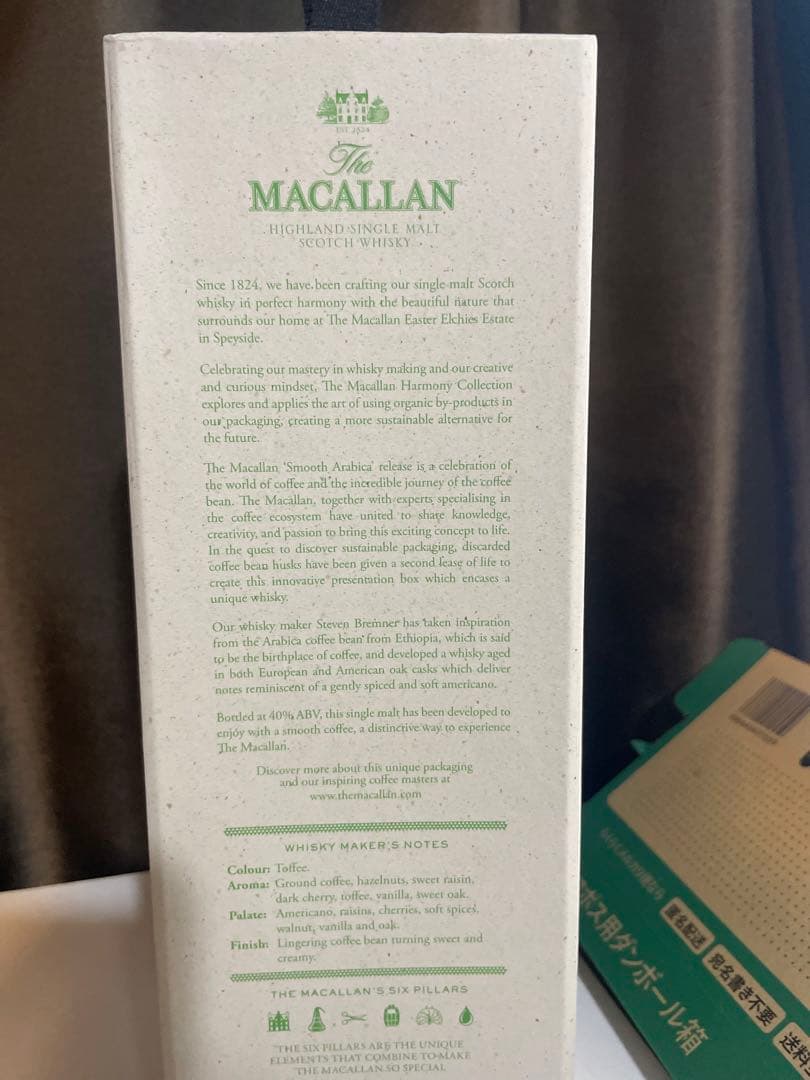 EST. 1824
The
MACALLAN
HIGHLAND SINGLE MALT
SCOTCH WHISKY
Since 1824, we have been crafting our single malt Scotch
whisky in perfect harmony with the beautiful nature that
surrounds our home at The Macallan Easter Elchies Estate
in Speyside.
Celebrating our mastery in whisky making and our creative
and curious mindset, The Macallan Harmony Collection
explores and applies the art of using organic by-products in
our packaging, creating a more sustainable alternative for
the future.
The Macallan 'Smooth Arabica' release is a celebration of
the world of coffee and the incredible journey of the coffee
bean. The Macallan, together with experts specialising in
the coffee ecosystem have united to share knowledge,
creativity, and passion to bring this exciting concept to life.
In the quest to discover sustainable packaging, discarded
coffee bean husks have been given a second lease of life to
create this innovative presentation box which encases a
unique whisky.
Our whisky maker Steven Bremner has taken inspiration
from the Arabica coffee bean from Ethiopia, which is said
to be the birthplace of coffee, and developed a whisky aged
in both European and American oak casks which deliver
notes reminiscent of a gently spiced and soft americano.
Bottled at 40% ABV, this single malt has been developed to
enjoy with a smooth coffee, a distinctive way to experience
The Macallan.
Discover more about this unique packaging
and our inspiring coffee masters at
www.themacallan.com
WHISKY MAKER'S NOTES
Colour: Toffee.
Aroma: Ground coffee, hazelnuts, sweet raisin,
dark cherry, toffee, vanilla, sweet oak.
Palate: Americano, raisins, cherries, soft spices,
walnut, vanilla and oak.
Finish: Lingering coffee bean turning sweet and
creamy.
THE MACALLAN'S SIX PILLARS
THE SIX PILLARS ARE THE UNIQUE
ELEMENTS THAT COMBINE TO MAKE
THE MACALLAN SO SPECIAL
ポス用ダンボール箱
匿名配送
宛名書き不要
送料